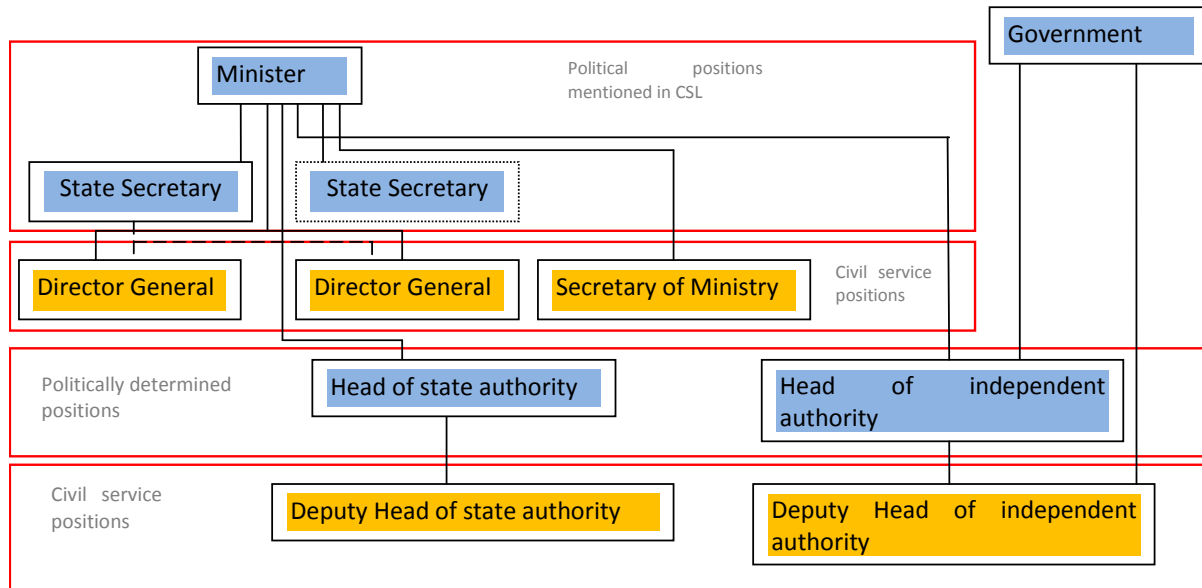 Government
Minister
Political positions
mentioned in CSL
State Secretary
State Secretary
Director General
Director General
Secretary of Ministry
Civil service
positions
Politically determined
positions
Head of state authority
Head of independent
authority
Civil service
positions
Deputy Head of state authority
Deputy Head of independent
authority